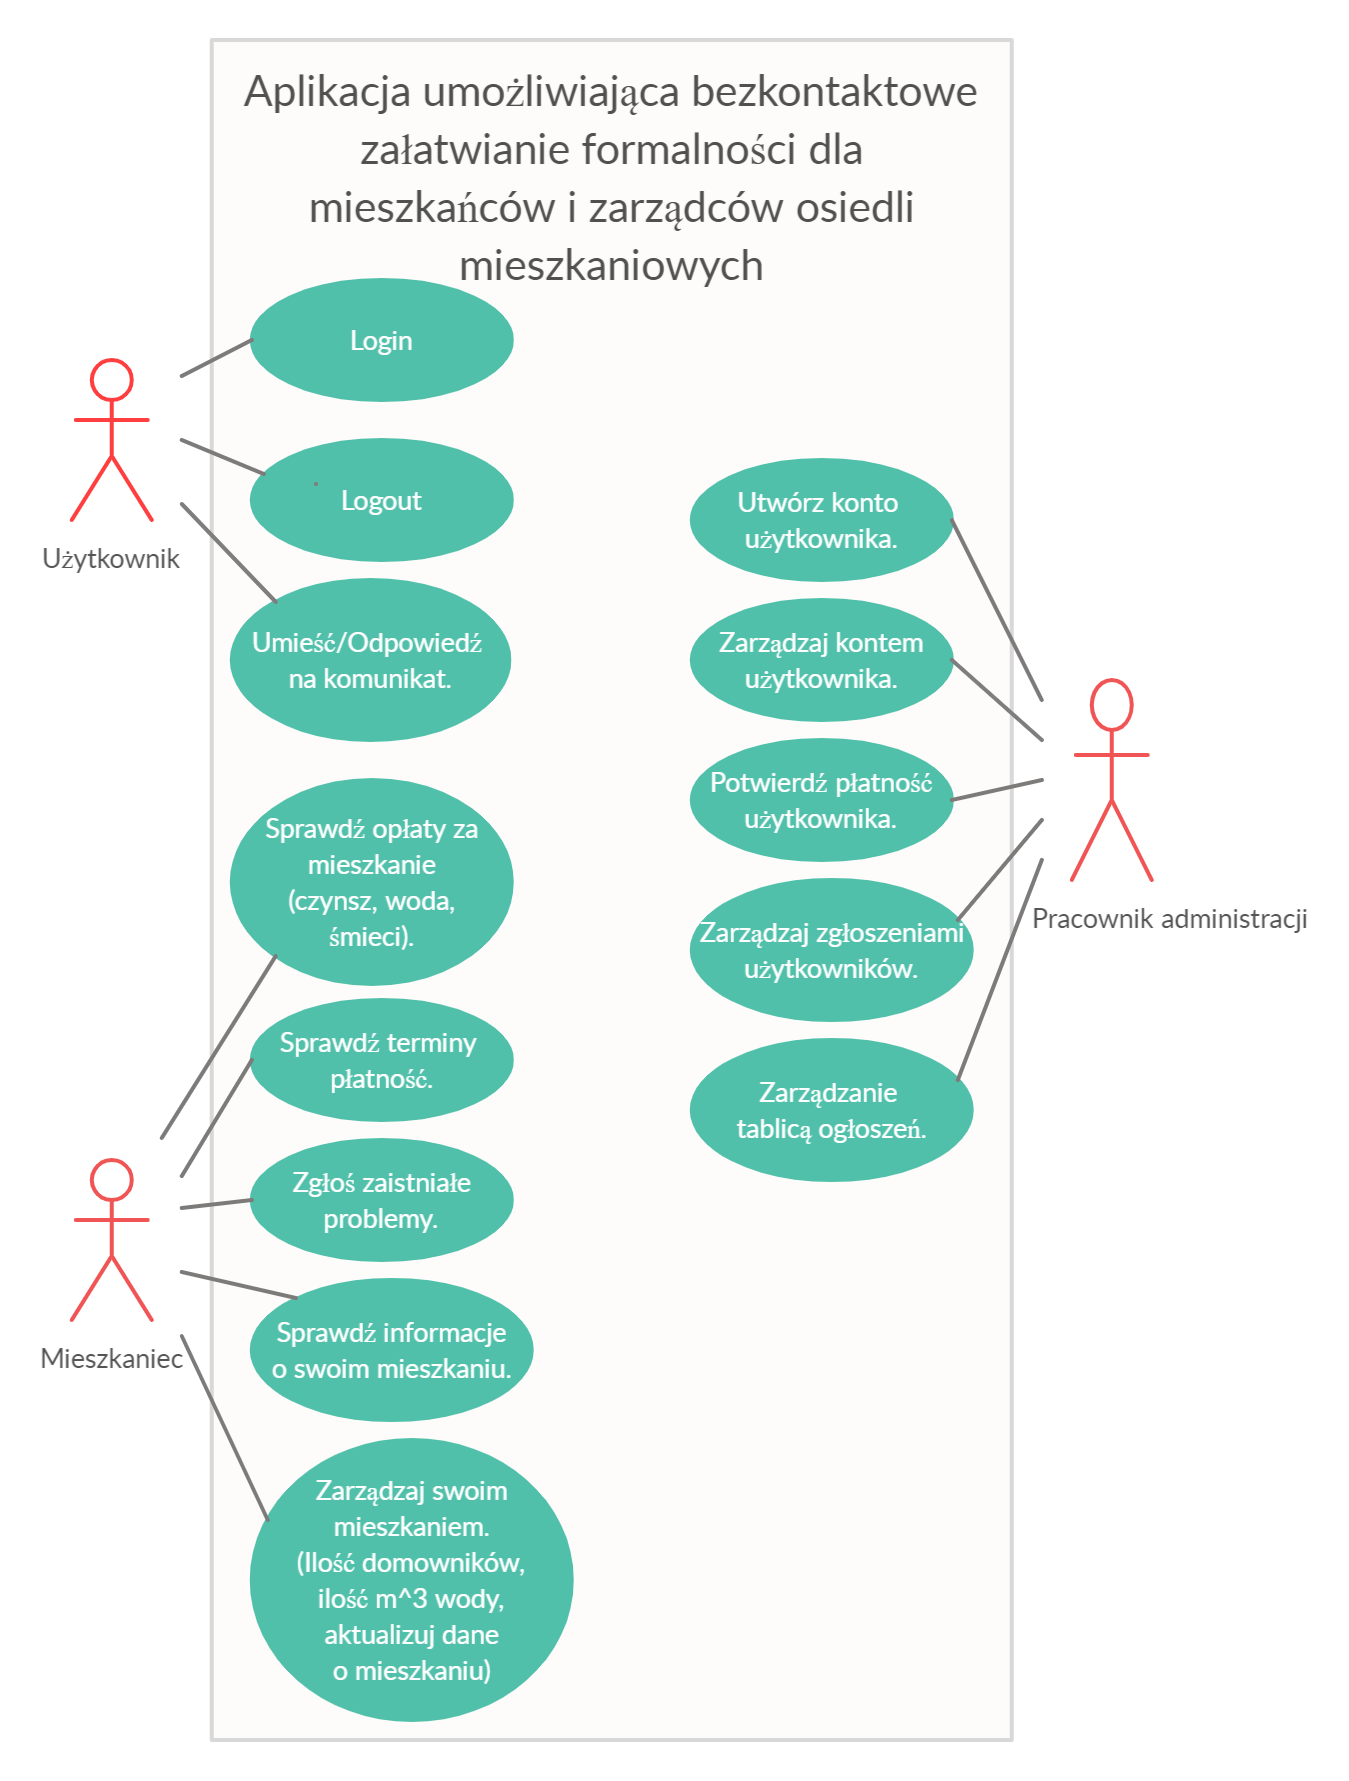 Aplikacja umożliwiająca bezkontaktowe
załatwianie formalności dla
mieszkańców i zarządców osiedli
mieszkaniowych
Login
Logout
Użytkownik
Umieść/Odpowiedź
na komunikat.
Sprawdź opłaty za
mieszkanie
(czynsz, woda,
śmieci).
Sprawdź terminy
płatność.
Zgłoś zaistniałe
problemy.
Sprawdź informacje
o swoim mieszkaniu.
Mieszkaniec
Zarządzaj swoim
mieszkaniem.
(Ilość domowników,
ilość m^3 wody,
aktualizuj dane
o mieszkaniu)
Utwórz konto
użytkownika.
Zarządzaj kontem
użytkownika.
Potwierdź płatność
użytkownika.
Zarządzaj zgłoszeniami
użytkowników.
Zarządzanie
tablicą ogłoszeń.
Pracownik administracji